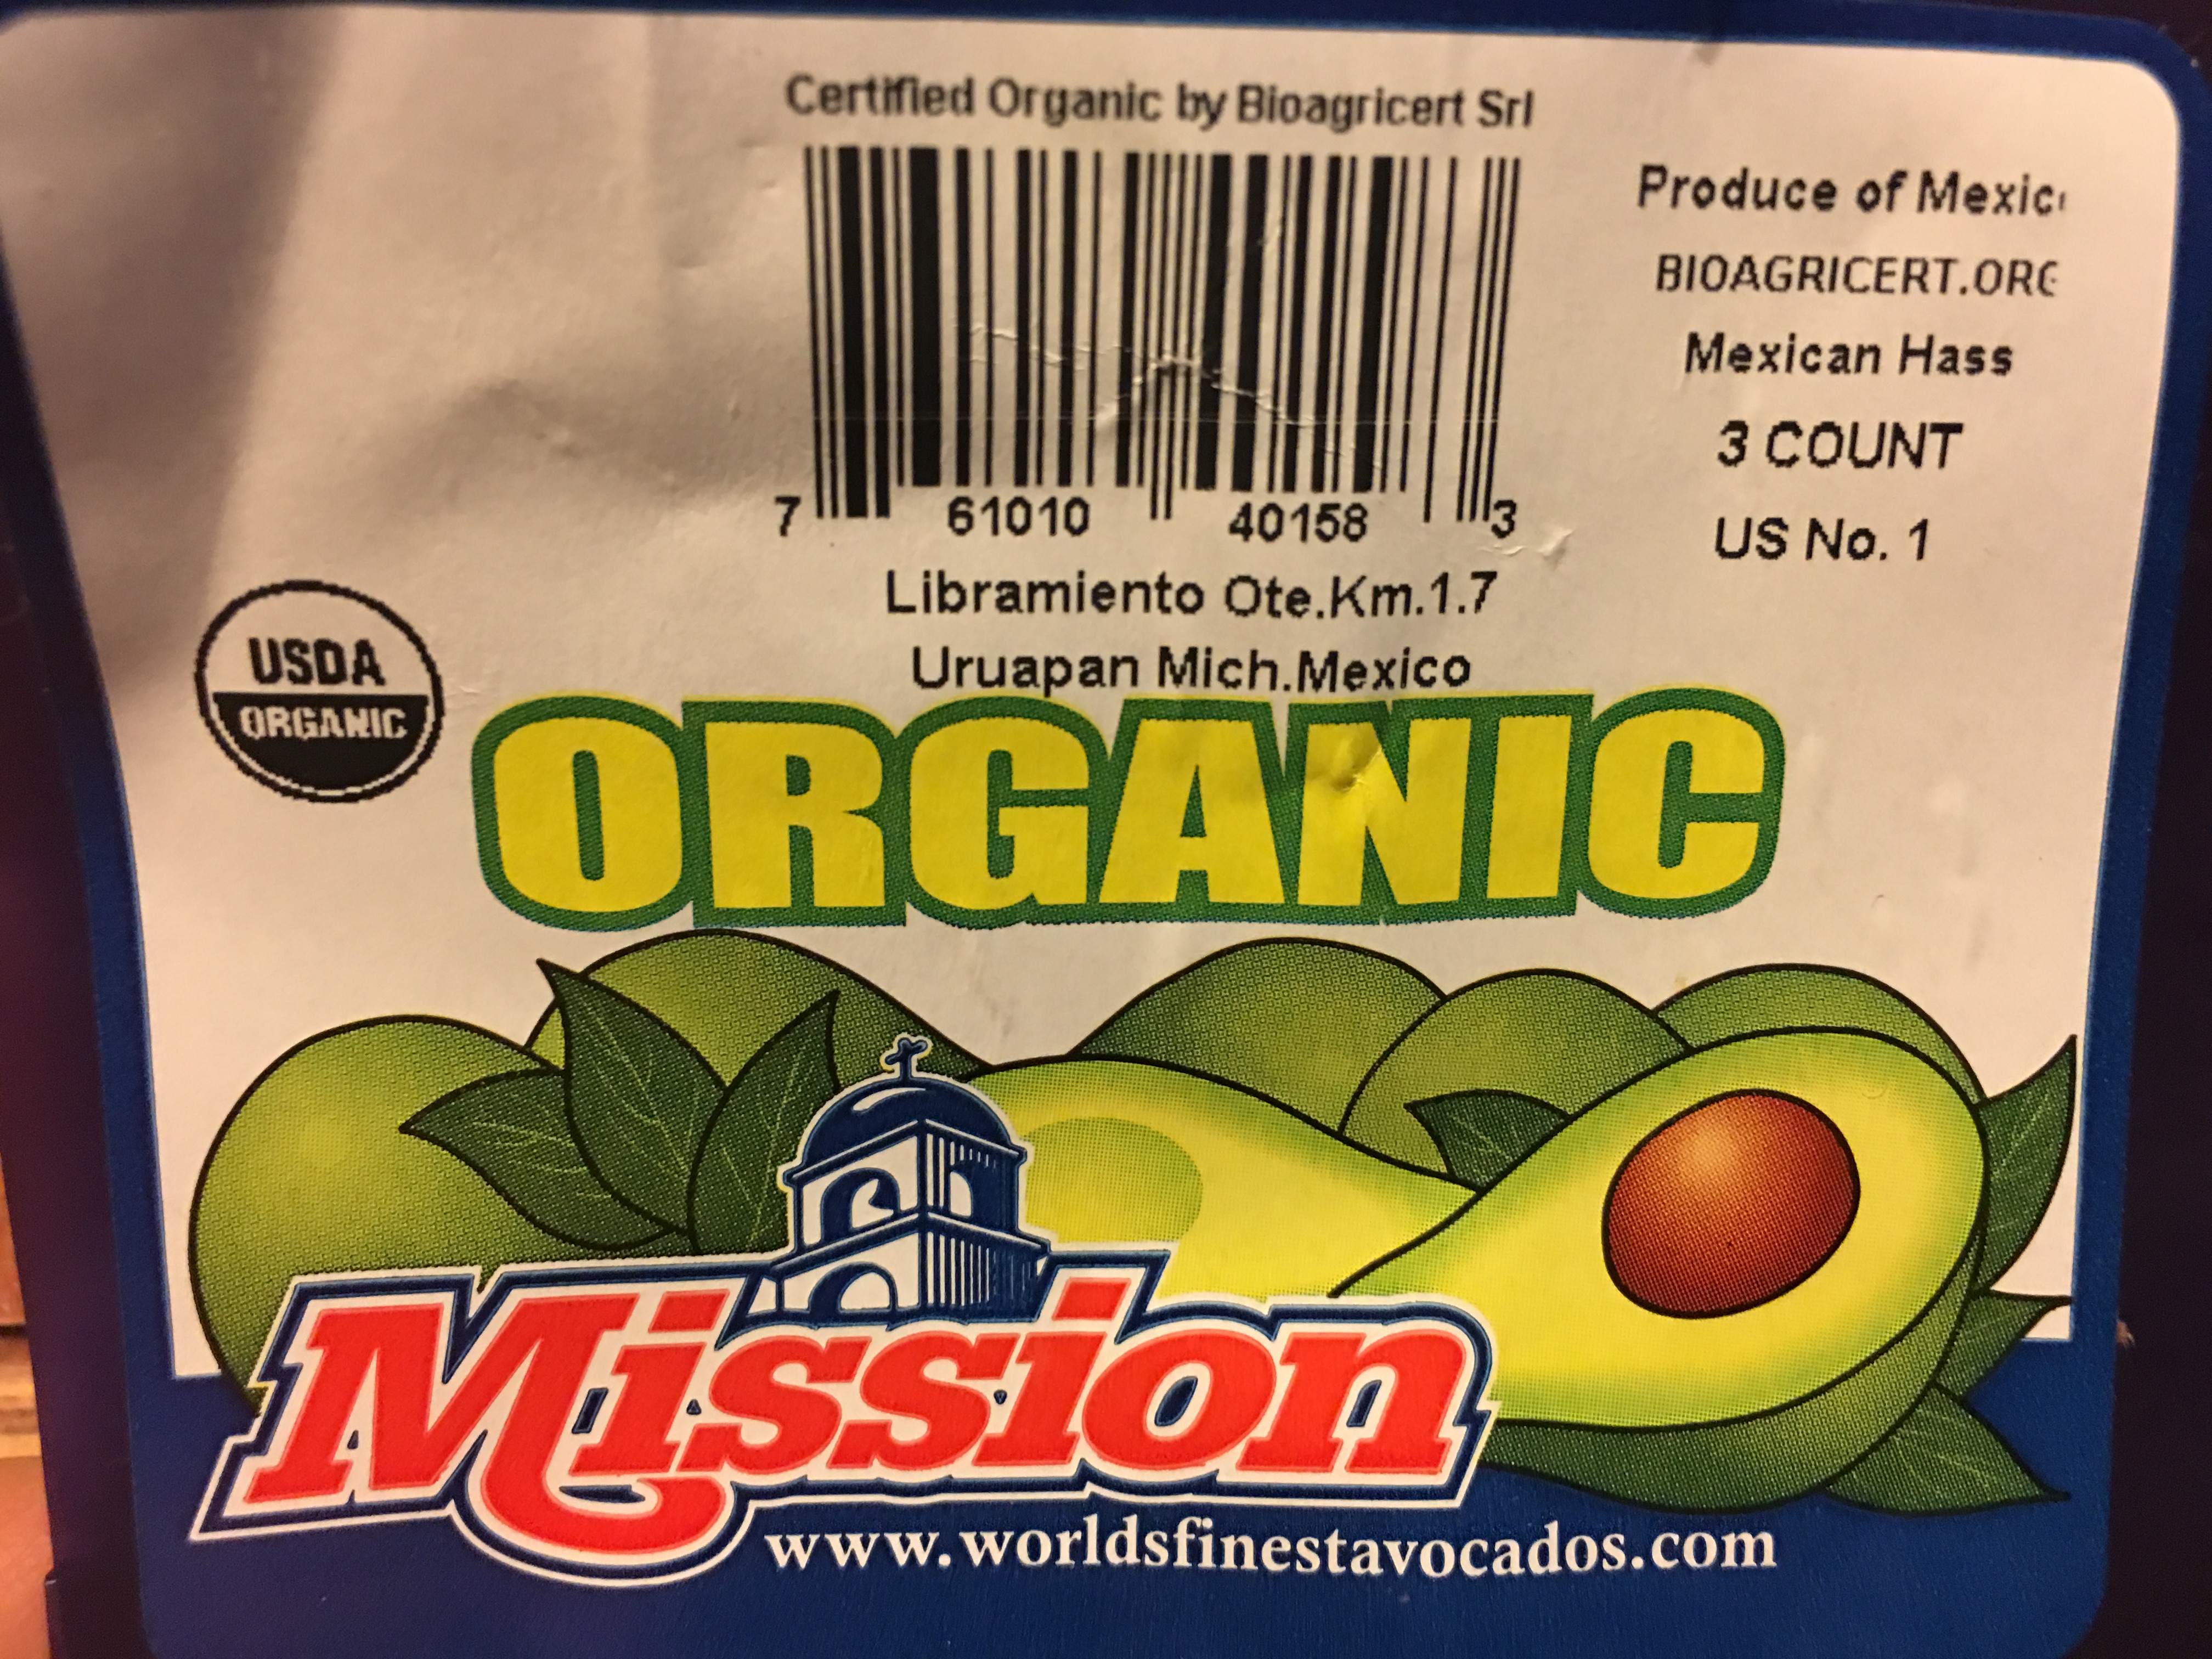 Certified Organic by Bioagricert Srl
7 61010 40158 3
Libramiento Ote.Km.1.7
Uruapan Mich.Mexico
Produce of Mexic
BIOAGRICERT.ORG
Mexican Hass
3 COUNT
US No. 1
USDA
ORGANIC
ORGANIC
Mission
www.worldsfinestavocados.com